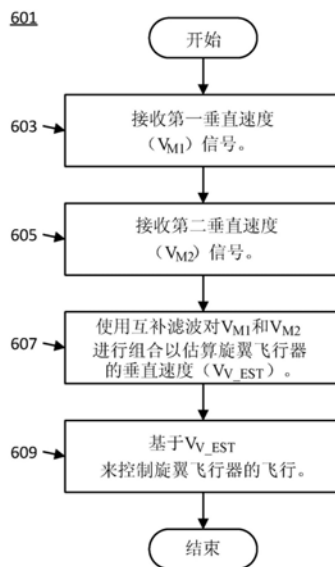 601
开始
603
接收第一垂直速度
（VM1）信号。
605
接收第二垂直速度
（VM2）信号。
607
使用互补滤波对VM1和VM2
进行组合以估算旋翼飞行器
的垂直速度（VV_EST）。
609
基于VV_EST
来控制旋翼飞行器的飞行。
结束